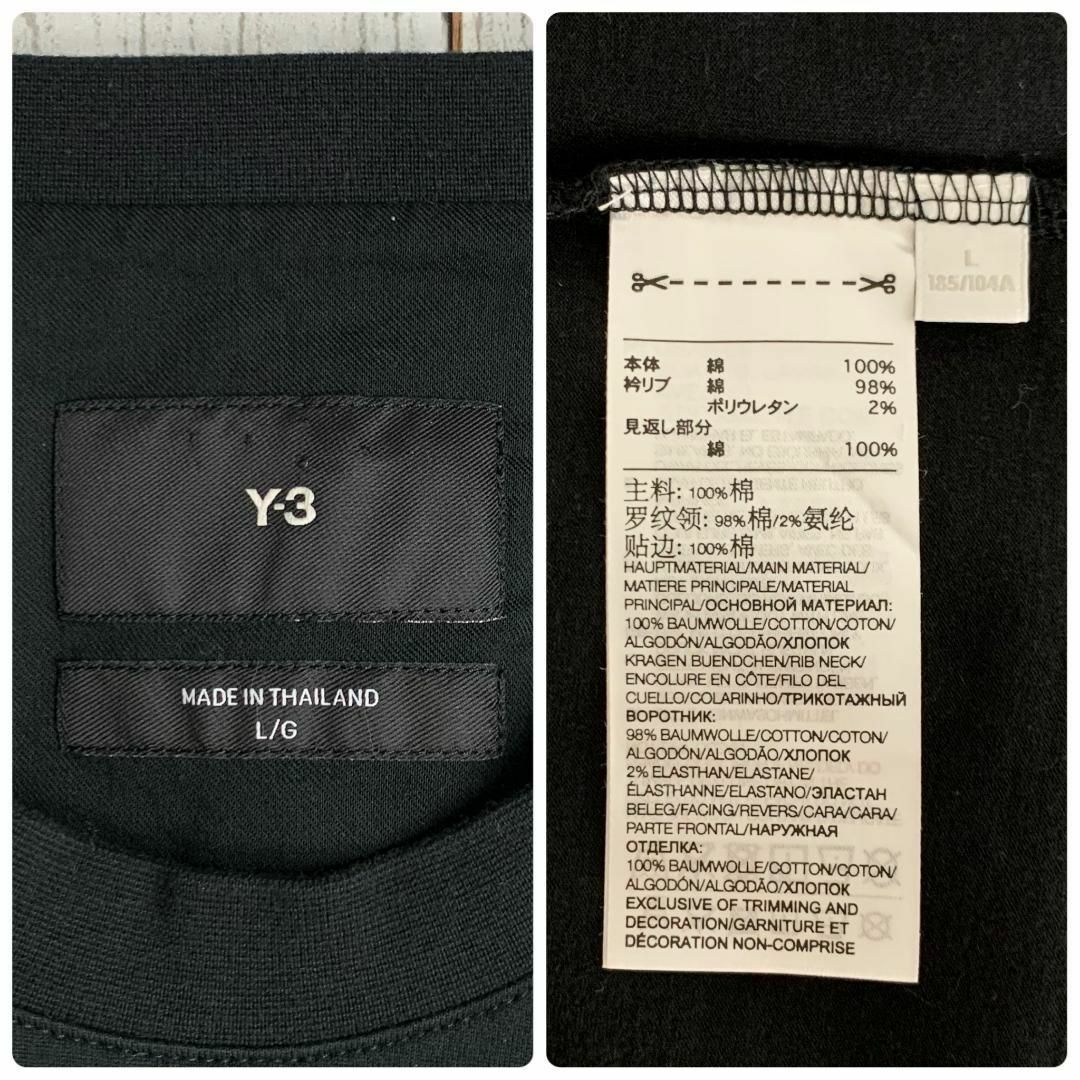 Y-3
MADE IN THAILAND
L/G
L
185/104A
本体 綿 100%
衿リブ 綿 98%
ポリウレタン 2%
見返し部分
綿 100%
主料: 100%棉
罗纹领: 98%棉/2%氨纶
贴边: 100%棉
HAUPTMATERIAL/MAIN MATERIAL/
MATIERE PRINCIPALE/MATERIAL
PRINCIPAL/ОСНОВНОЙ МАТЕРИАЛ:
100% BAUMWOLLE/COTTON/COTON/
ALGODÓN/ALGODÃO/ХЛОПОК
KRAGEN BUENDCHEN/RIB NECK/
ENCOLURE EN CÔTE/FILO DEL
CUELLO/COLARINHO/ТРИКОТАЖНЫЙ
ВОРОТНИК:
98% BAUMWOLLE/COTTON/COTON/
ALGODÓN/ALGODÃO/ХЛОПОК
2% ELASTHAN/ELASTANE/
ÉLASTHANNE/ELASTANO/ЭЛАСТАН
BELEG/FACING/REVERS/CARA/CARA/
PARTE FRONTAL/НАРУЖНАЯ
ОТДЕЛКА:
100% BAUMWOLLE/COTTON/COTON/
ALGODÓN/ALGODÃO/ХЛОПОК
EXCLUSIVE OF TRIMMING AND
DECORATION/GARNITURE ET
DÉCORATION NON-COMPRISE